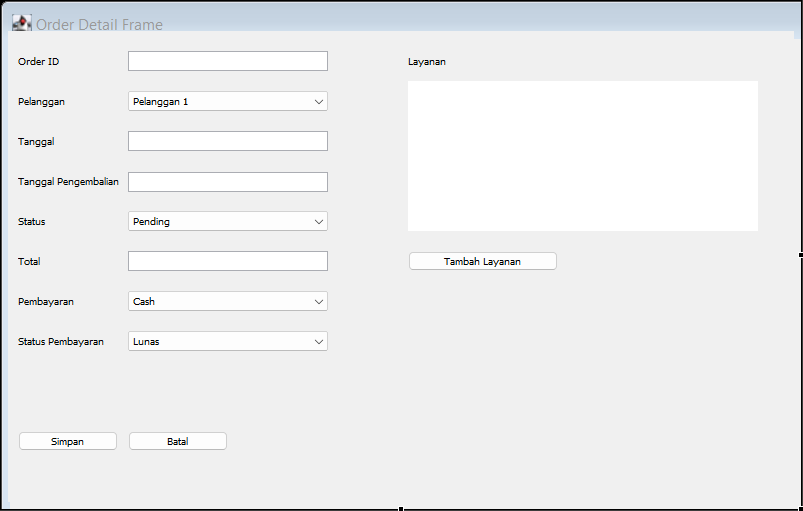 Order Detail Frame
Order ID
Pelanggan
Pelanggan 1
Tanggal
Tanggal Pengembalian
Status
Pending
Total
Pembayaran
Cash
Status Pembayaran
Lunas
Simpan
Batal
Layanan
Tambah Layanan